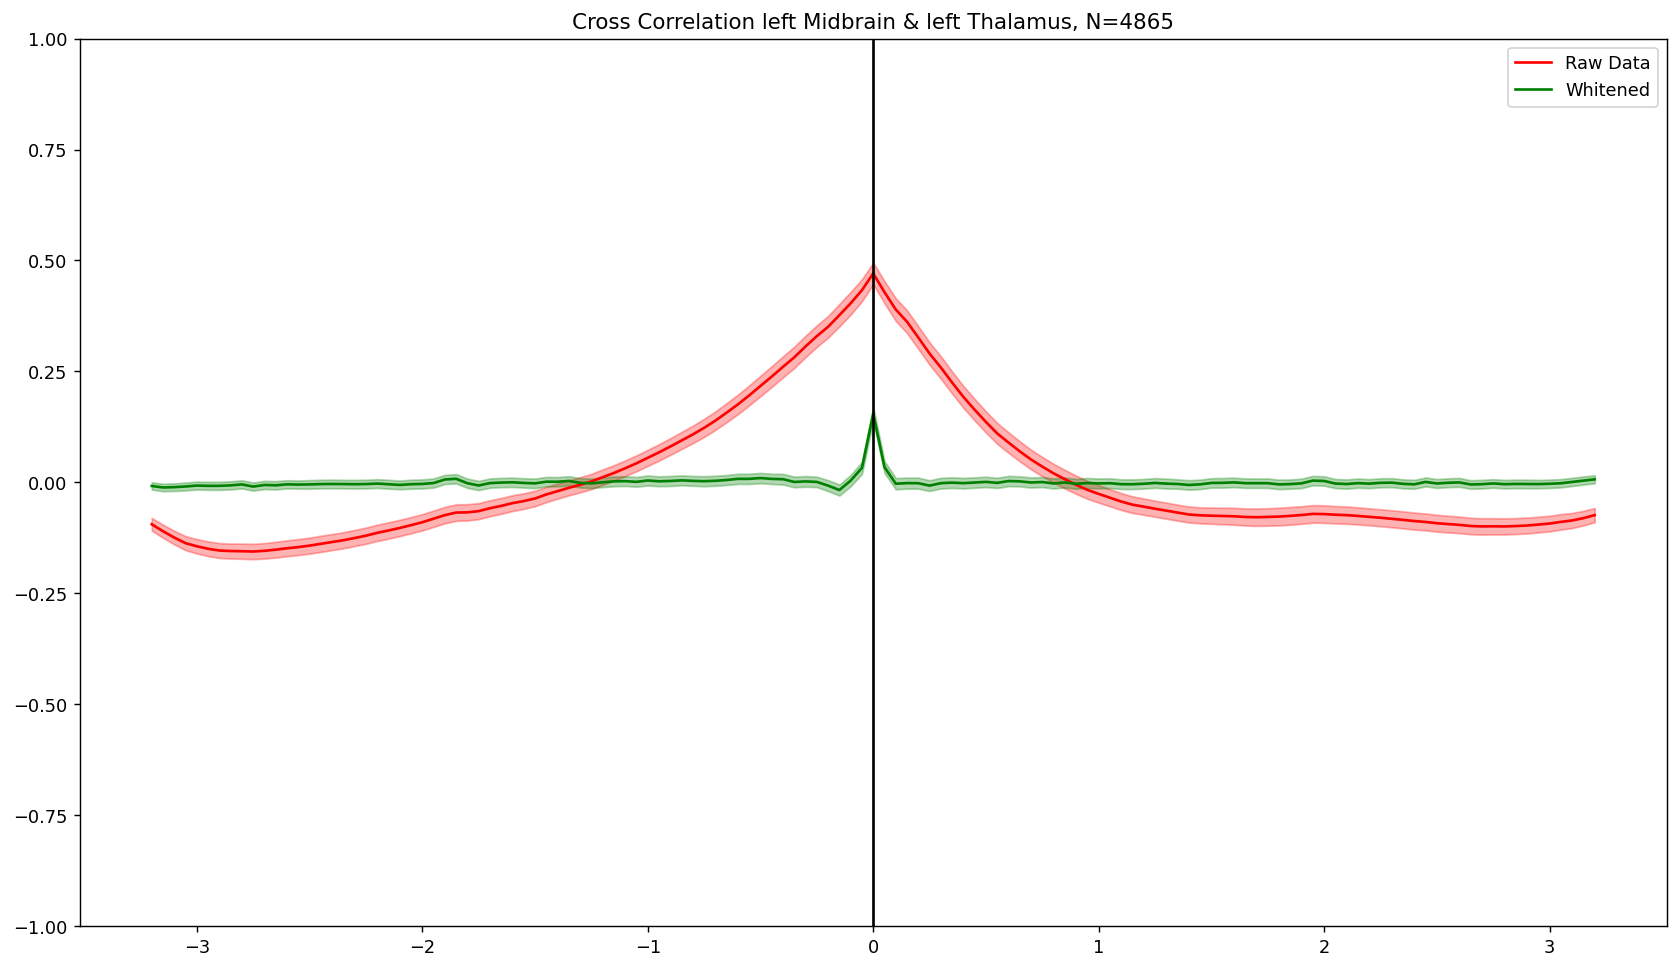 Cross Correlation left Midbrain & left Thalamus, N=4865
Raw Data
Whitened
1.00
0.75
0.50
0.25
0.00
−0.25
−0.50
−0.75
−1.00
−3 −2 −1 0 1 2 3